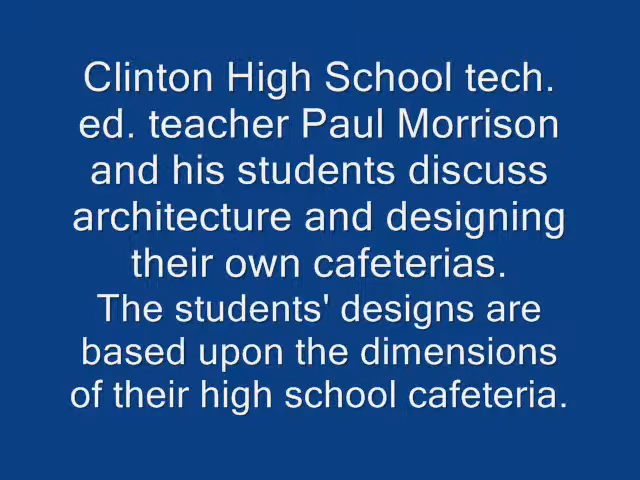 Clinton High School tech.
ed. teacher Paul Morrison
and his students discuss
architecture and designing
their own cafeterias.
The students' designs are
based upon the dimensions
of their high school cafeteria.